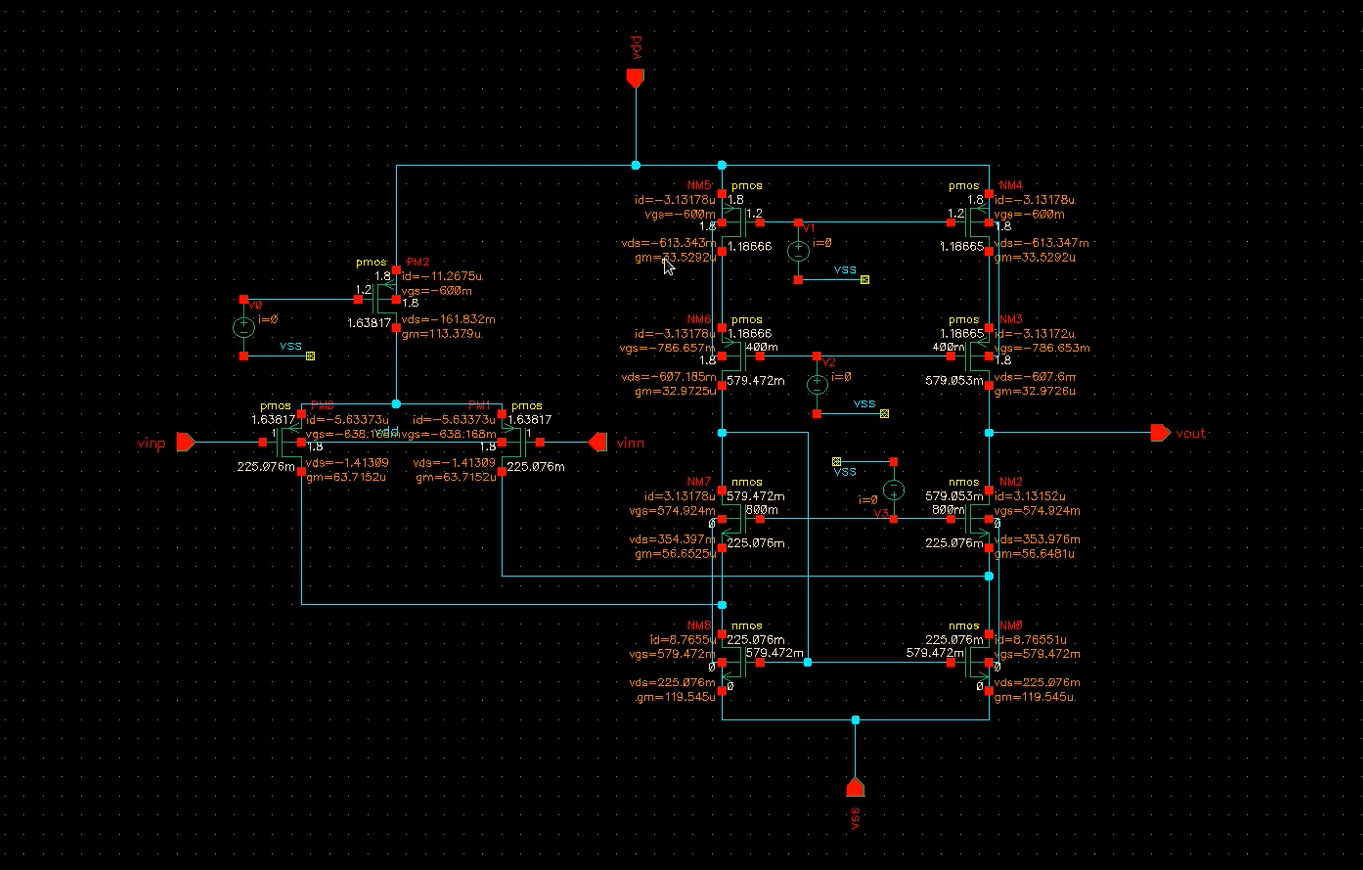 vdd
NM5 pmos
id=-3.13178u 1.8
vgs=-600m 1.2
1.8
vds=-613.343m 1.18666
gm=33.5292u
pmos NM4
1.8 id=-3.13178u
1.2 vgs=-600m
1.8
1.18665 vds=-613.347m
gm=33.5292u
V1
i=0
vss
pmos PM2
1.8 id=-11.2675u
1.2 vgs=-600m
1.8
1.63817 vds=-161.832m
gm=113.379u
V0
i=0
vss
NM6 pmos
id=-3.13178u 1.18666
vgs=-786.657m 400m
1.8
vds=-607.185m 579.472m
gm=32.9725u
pmos NM3
1.18665 id=-3.13172u
400m vgs=-786.653m
1.8
579.053m vds=-607.6m
gm=32.9726u
V2
i=0
vss
pmos PM0
1.63817 id=-5.63373u
1 vgs=-638.168m
vdd
1.8
225.076m vds=-1.41309
gm=63.7152u
PM1 pmos
id=-5.63373u 1.63817
vgs=-638.168m 1
1.8
vds=-1.41309 225.076m
gm=63.7152u
vinp
vinn
vout
vss
i=0
V3
NM7 nmos
id=3.13178u 579.472m
vgs=574.924m 800m
0
vds=354.397m 225.076m
gm=56.6525u
nmos NM2
579.053m id=3.13152u
800m vgs=574.924m
0
225.076m vds=353.976m
gm=56.6481u
NM8 nmos
id=8.7655u 225.076m
vgs=579.472m 579.472m
0
vds=225.076m 0
gm=119.545u
nmos NM0
225.076m id=8.76551u
579.472m vgs=579.472m
0
0 vds=225.076m
gm=119.545u
vss